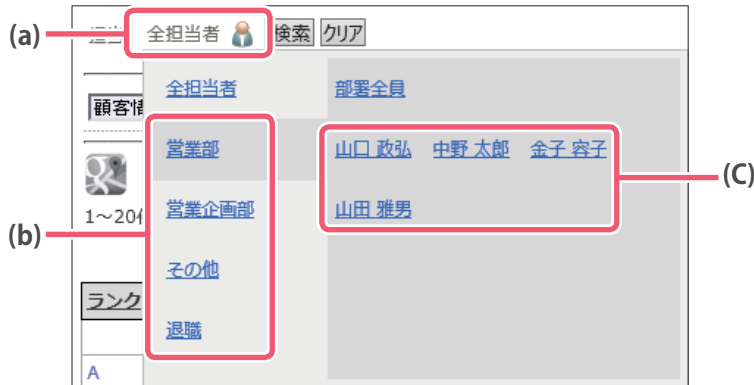 (a)
担当
全担当者
検索
クリア
全担当者
部署全員
顧客情
営業部
山口 政弘 中野 太郎 金子 容子
(C)
1～20
営業企画部
山田 雅男
(b)
その他
ランク
退職
A